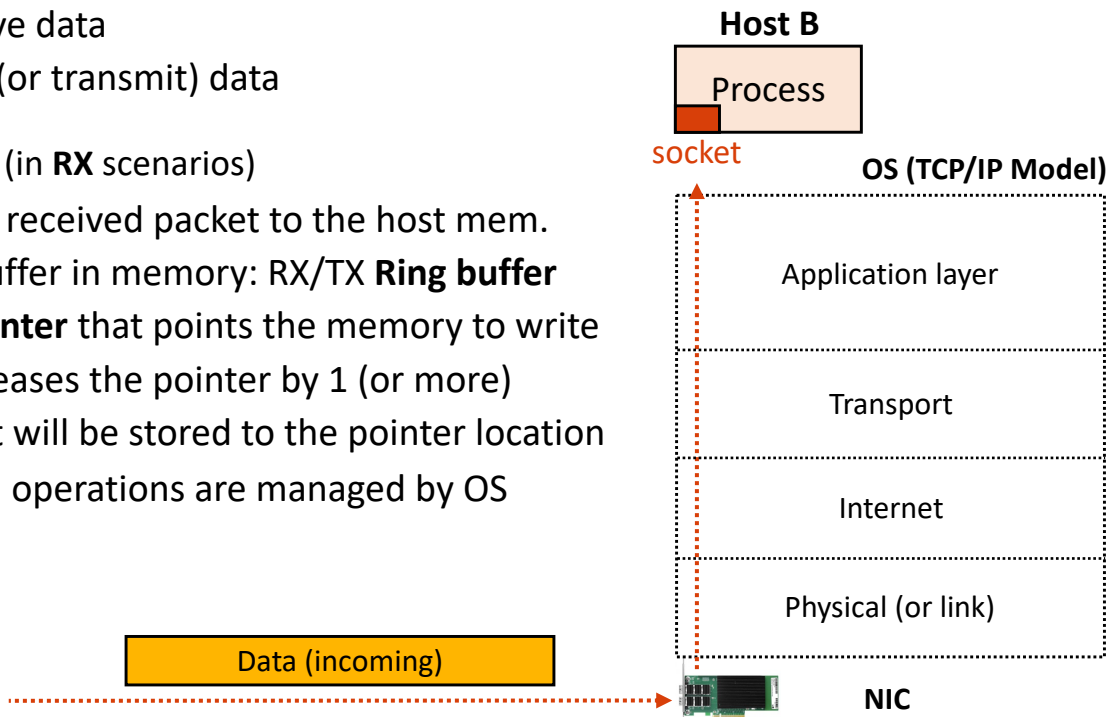 ve data
(or transmit) data
(in RX scenarios)
received packet to the host mem.
uffer in memory: RX/TX Ring buffer
nter that points the memory to write
eases the pointer by 1 (or more)
t will be stored to the pointer location
operations are managed by OS
Data (incoming)
Host B
Process
socket
OS (TCP/IP Model)
Application layer
Transport
Internet
Physical (or link)
NIC